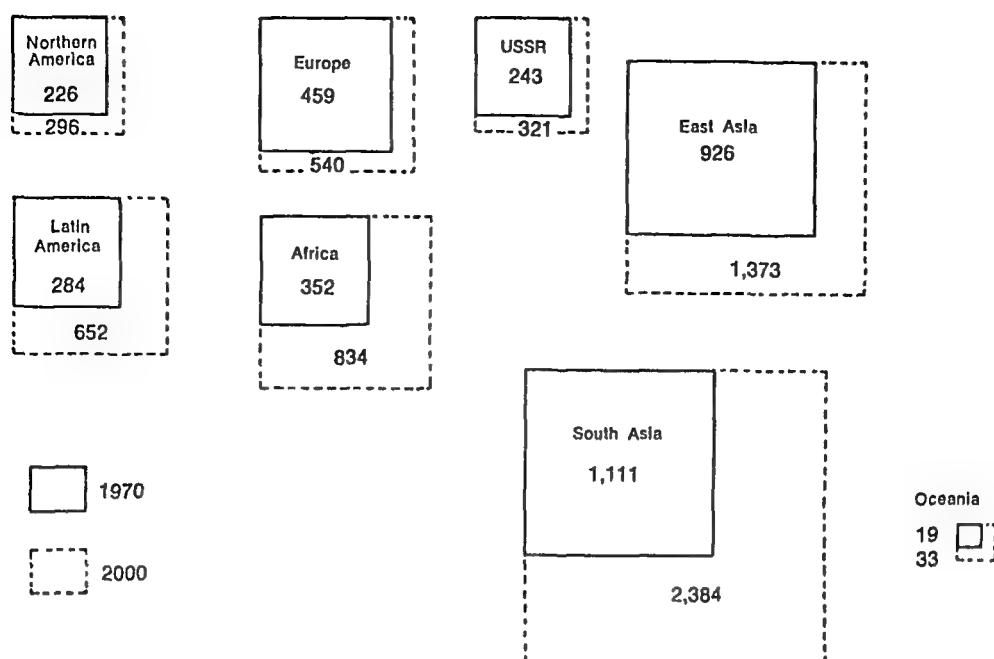 Northern
America
226
296
Europe
459
540
USSR
243
321
East Asia
926
1,373
Latin
America
284
652
Africa
352
834
South Asia
1,111
2,384
1970
2000
Oceania
19
33